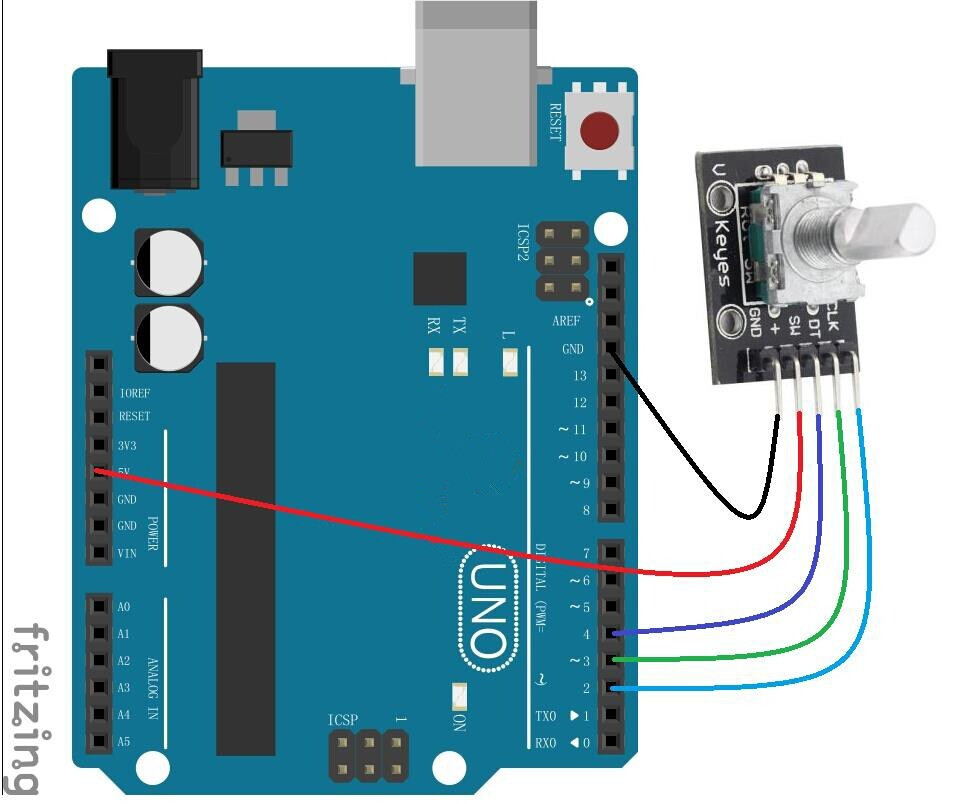 RESET
ICSP2
AREF
GND
13
12
~ 11
~ 10
~ 9
8
7
~ 6
~ 5
4
~ 3
2
TX0 ▶ 1
RX0 ◀ 0
DIGITAL (PWM= ~)
RX
TX
L
IOREF
RESET
3V3
5V
GND
GND
VIN
POWER
A0
A1
A2
A3
A4
A5
ANALOG IN
UNO
ON
ICSP
1
fritzing
Keyes
GND
+
SW
DT
CLK